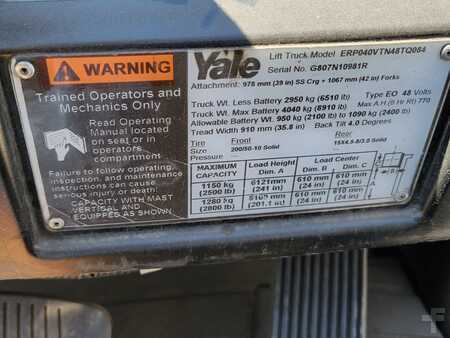 WARNING
Trained Operators and
Mechanics Only
Read Operating
Manual located
on seat or in
operators
compartment
Failure to follow operation,
inspection, and maintenance
instructions can cause
serious injury or death.
CAPACITY WITH MAST
VERTICAL AND
EQUIPPED AS SHOWN
Yale
Lift Truck Model ERP040VTN48TQ084
Serial No. G807N10981R
Attachment: 978 mm (39 in) SS Crg + 1067 mm (42 in) Forks
Truck Wt. Less Battery 2950 kg (6510 lb) Type EO 48 Volts
Truck Wt. Max Battery 4040 kg (8910 lb) Max A.H (6 Hr Rt) 770
Allowable Battery Wt. 950 kg (2100 lb) to 1090 kg (2400 lb)
Tread Width 910 mm (35.8 in) Back Tilt 4.0 Degrees
Tire Front Rear
Size 200/50-10 Solid Solid
Pressure
MAXIMUM CAPACITY Load Height Dim. A Load Center Dim. B Dim. C
1150 kg (2500 lb) 6121 mm (241 in) 610 mm (24 in) 610 mm (24 in)
1280 kg (2800 lb) (201.1 in) 610 mm (24 in) 610 mm (24 in)
A
B
C